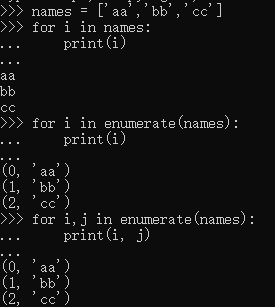 >>> names = ['aa','bb','cc']
>>> for i in names:
...     print(i)
...
aa
bb
cc
>>> for i in enumerate(names):
...     print(i)
...
(0, 'aa')
(1, 'bb')
(2, 'cc')
>>> for i,j in enumerate(names):
...     print(i, j)
...
(0, 'aa')
(1, 'bb')
(2, 'cc')